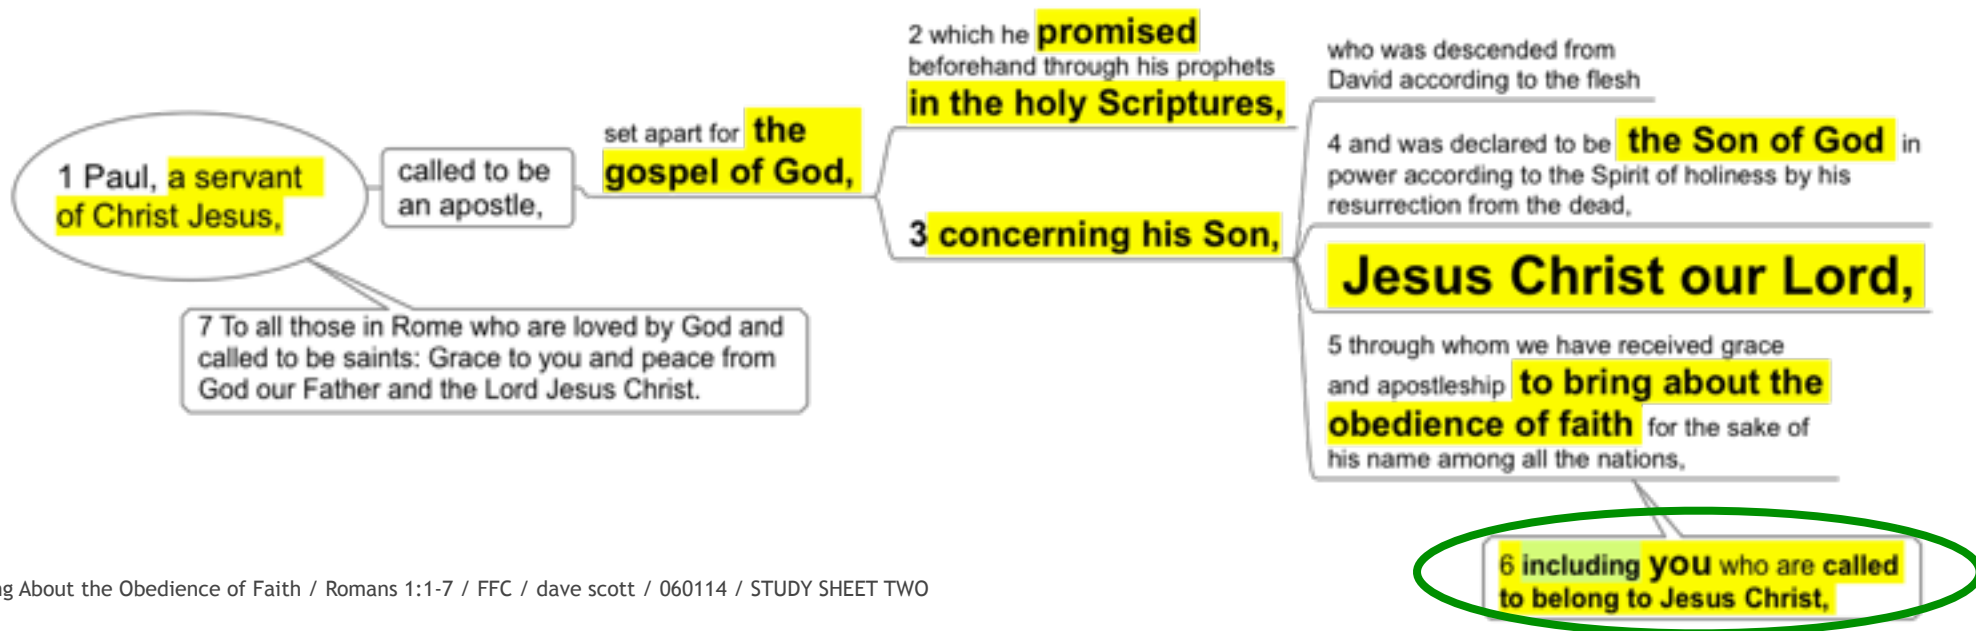 1 Paul, a servant
of Christ Jesus,
called to be
an apostle,
set apart for the
gospel of God,
2 which he promised
beforehand through his prophets
in the holy Scriptures,
3 concerning his Son,
who was descended from
David according to the flesh
4 and was declared to be the Son of God in
power according to the Spirit of holiness by his
resurrection from the dead,
Jesus Christ our Lord,
5 through whom we have received grace
and apostleship to bring about the
obedience of faith for the sake of
his name among all the nations,
6 including you who are called
to belong to Jesus Christ,
7 To all those in Rome who are loved by God and
called to be saints: Grace to you and peace from
God our Father and the Lord Jesus Christ.
About the Obedience of Faith / Romans 1:1-7 / FFC / dave scott / 060114 / STUDY SHEET TWO